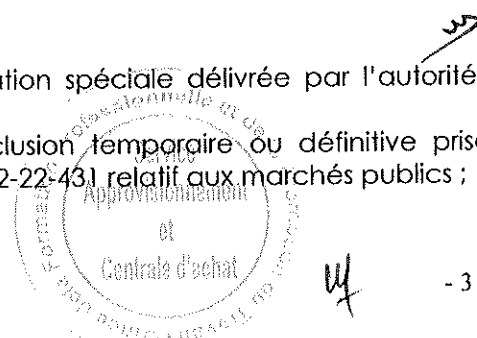 ation spéciale délivrée par l'autorité
clusion temporaire ou définitive prise
2-22-431 relatif aux marchés publics ;
Service
Approvisionnement
et
Centrale d'achat
- 3